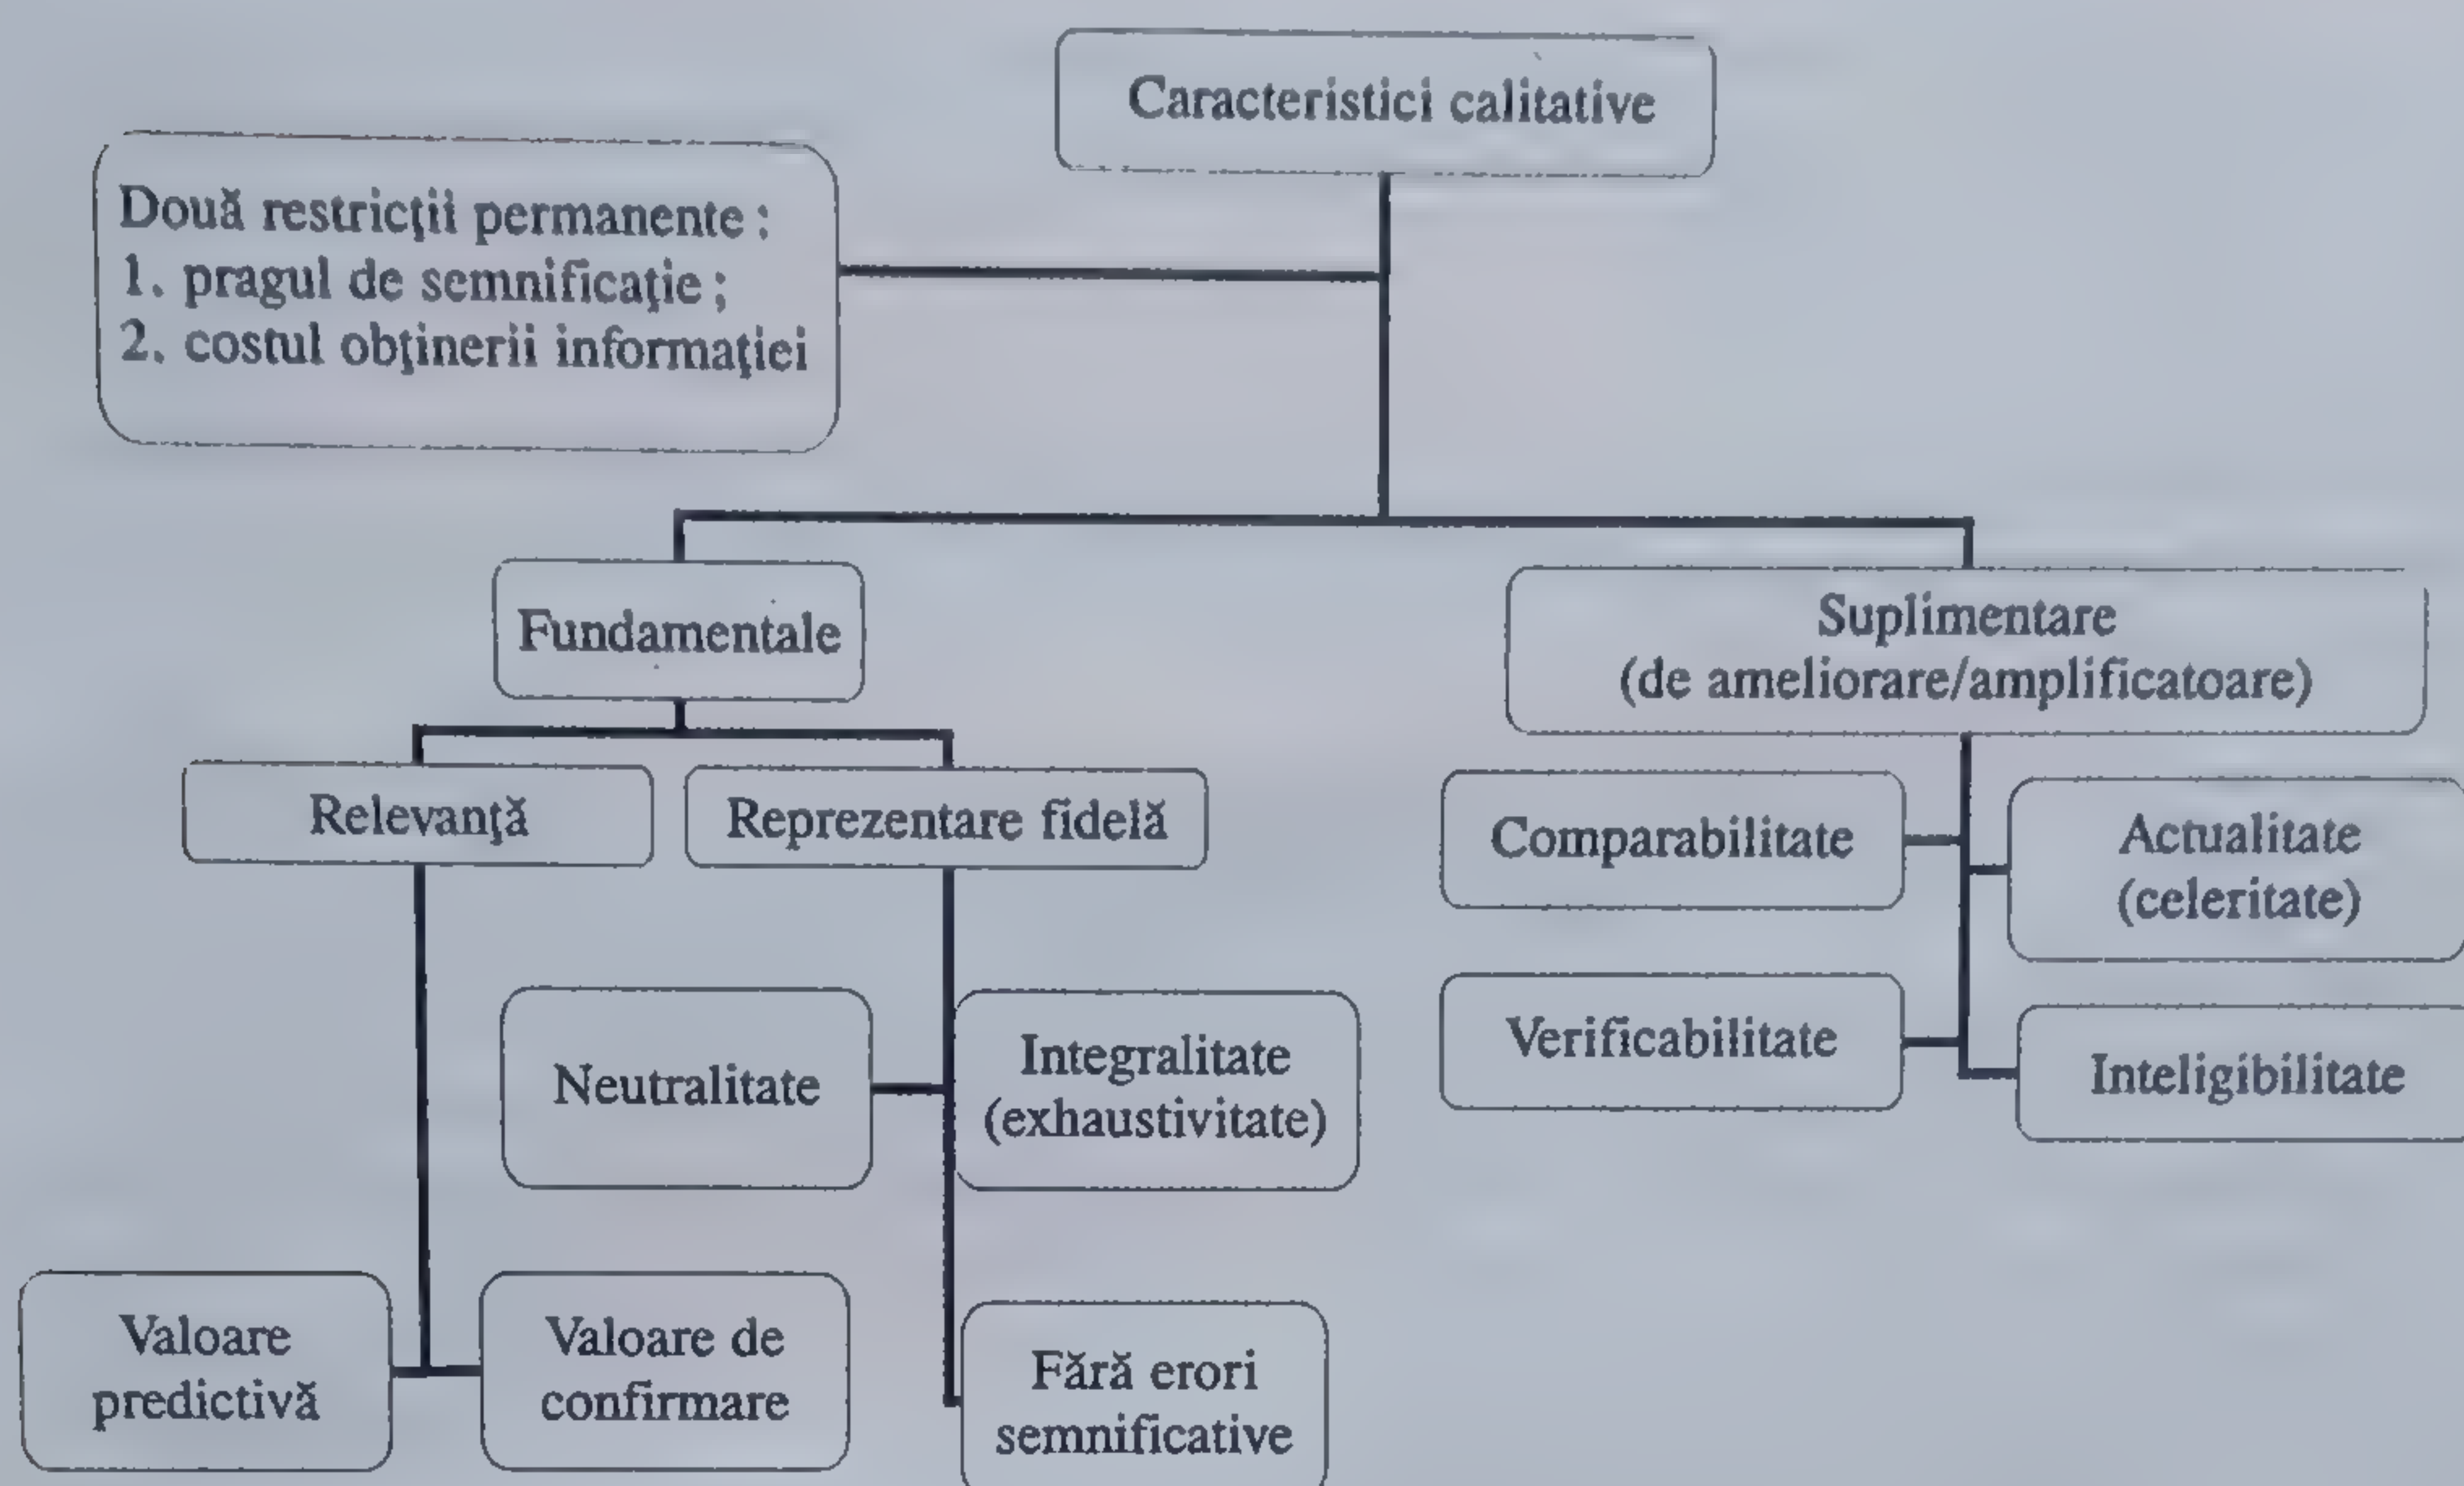 Caracteristici calitative
Două restricţii permanente :
1. pragul de semnificaţie ;
2. costul obţinerii informaţiei
Fundamentale
Suplimentare
(de ameliorare/amplificatoare)
Relevanţă
Reprezentare fidelă
Comparabilitate
Actualitate
(celeritate)
Neutralitate
Integralitate
(exhaustivitate)
Verificabilitate
Inteligibilitate
Valoare
predictivă
Valoare de
confirmare
Fără erori
semnificative